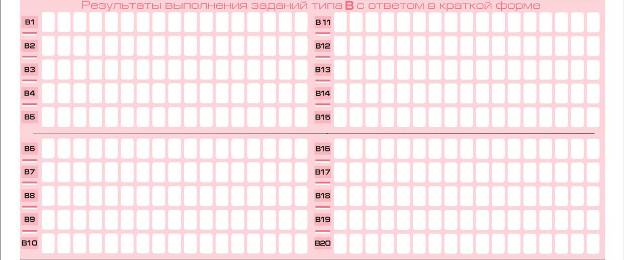 Результаты выполнения заданий типа В с ответом в краткой форме
В1 В11
В2 В12
В3 В13
В4 В14
В5 В15
В6 В16
В7 В17
В8 В18
В9 В19
В10 В20